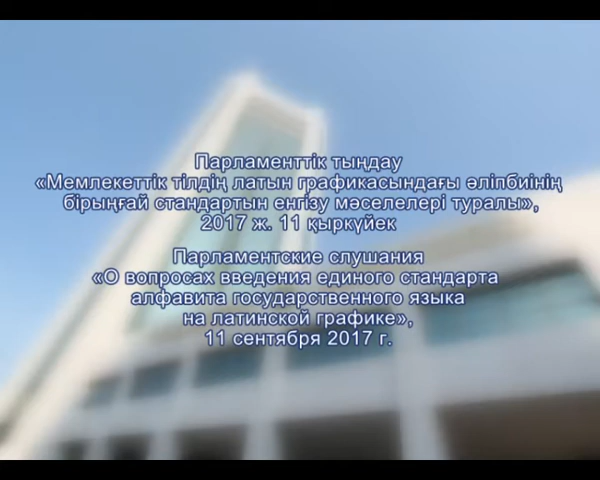 Парламенттік тыңдау
«Мемлекеттік тілдің латын графикасындағы әліпбиінің
бірыңғай стандартын енгізу мәселелері туралы»,
2017 ж. 11 қыркүйек
Парламентские слушания
«О вопросах введения единого стандарта
алфавита государственного языка
на латинской графике»,
11 сентября 2017 г.